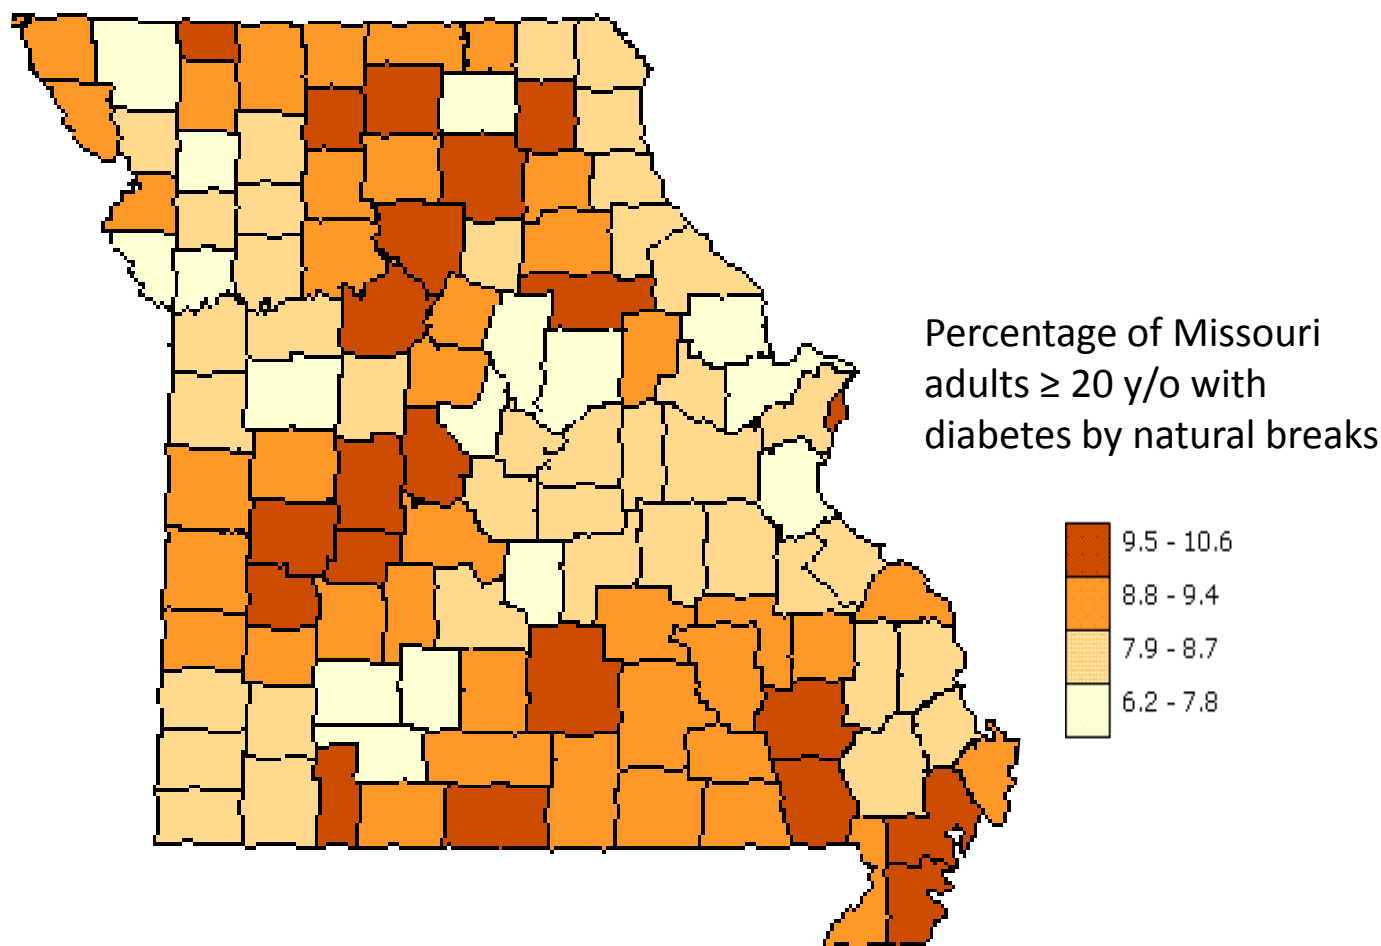 Percentage of Missouri
adults ≥ 20 y/o with
diabetes by natural breaks
9.5 - 10.6
8.8 - 9.4
7.9 - 8.7
6.2 - 7.8